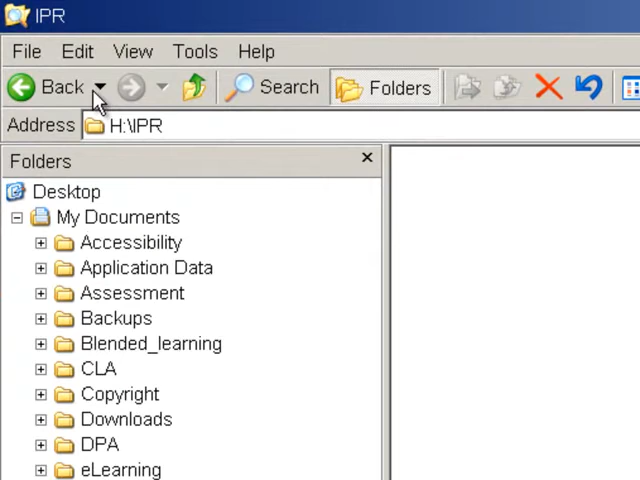 IPR
File Edit View Tools Help
Back Search Folders
Address H:\IPR
Folders
Desktop
My Documents
Accessibility
Application Data
Assessment
Backups
Blended_learning
CLA
Copyright
Downloads
DPA
eLearning